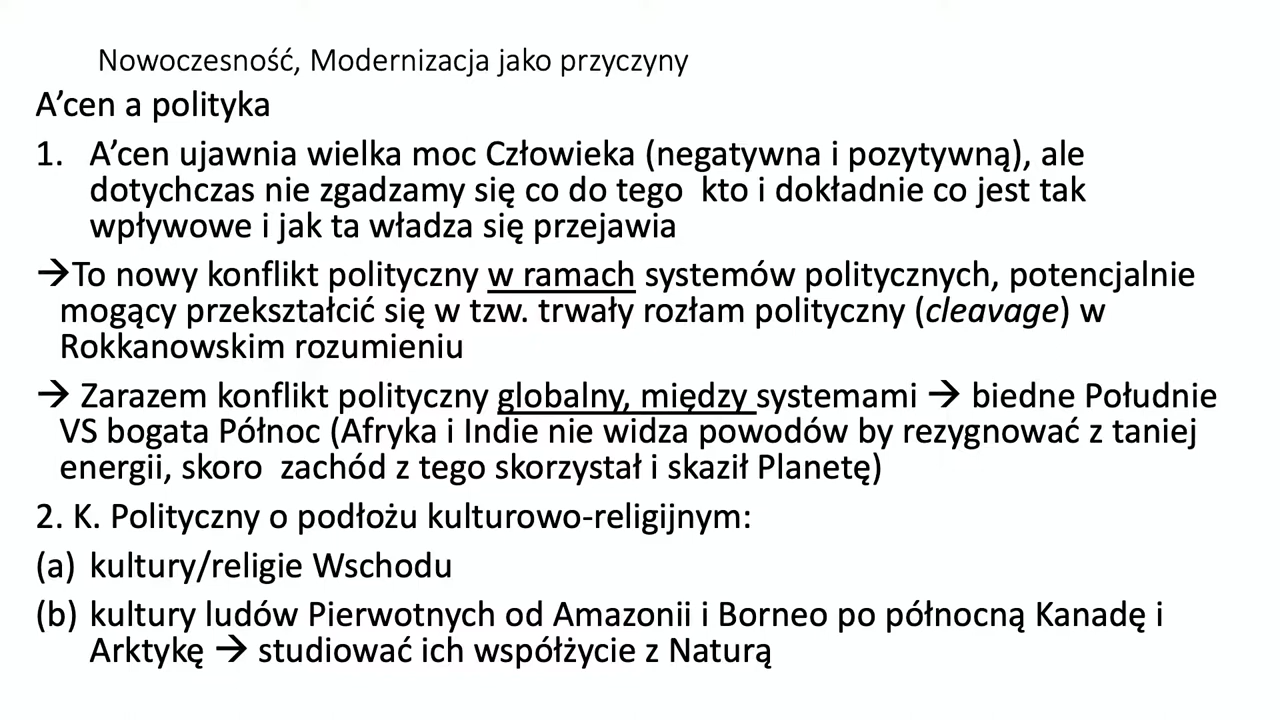 Nowoczesność, Modernizacja jako przyczyny
A’cen a polityka
1. A’cen ujawnia wielka moc Człowieka (negatywna i pozytywną), ale
dotychczas nie zgadzamy się co do tego kto i dokładnie co jest tak
wpływowe i jak ta władza się przejawia
→To nowy konflikt polityczny w ramach systemów politycznych, potencjalnie
mogący przekształcić się w tzw. trwały rozłam polityczny (cleavage) w
Rokkanowskim rozumieniu
→ Zarazem konflikt polityczny globalny, między systemami → biedne Południe
VS bogata Północ (Afryka i Indie nie widza powodów by rezygnować z taniej
energii, skoro zachód z tego skorzystał i skaził Planetę)
2. K. Polityczny o podłożu kulturowo-religijnym:
(a) kultury/religie Wschodu
(b) kultury ludów Pierwotnych od Amazonii i Borneo po północną Kanadę i
Arktykę → studiować ich współżycie z Naturą